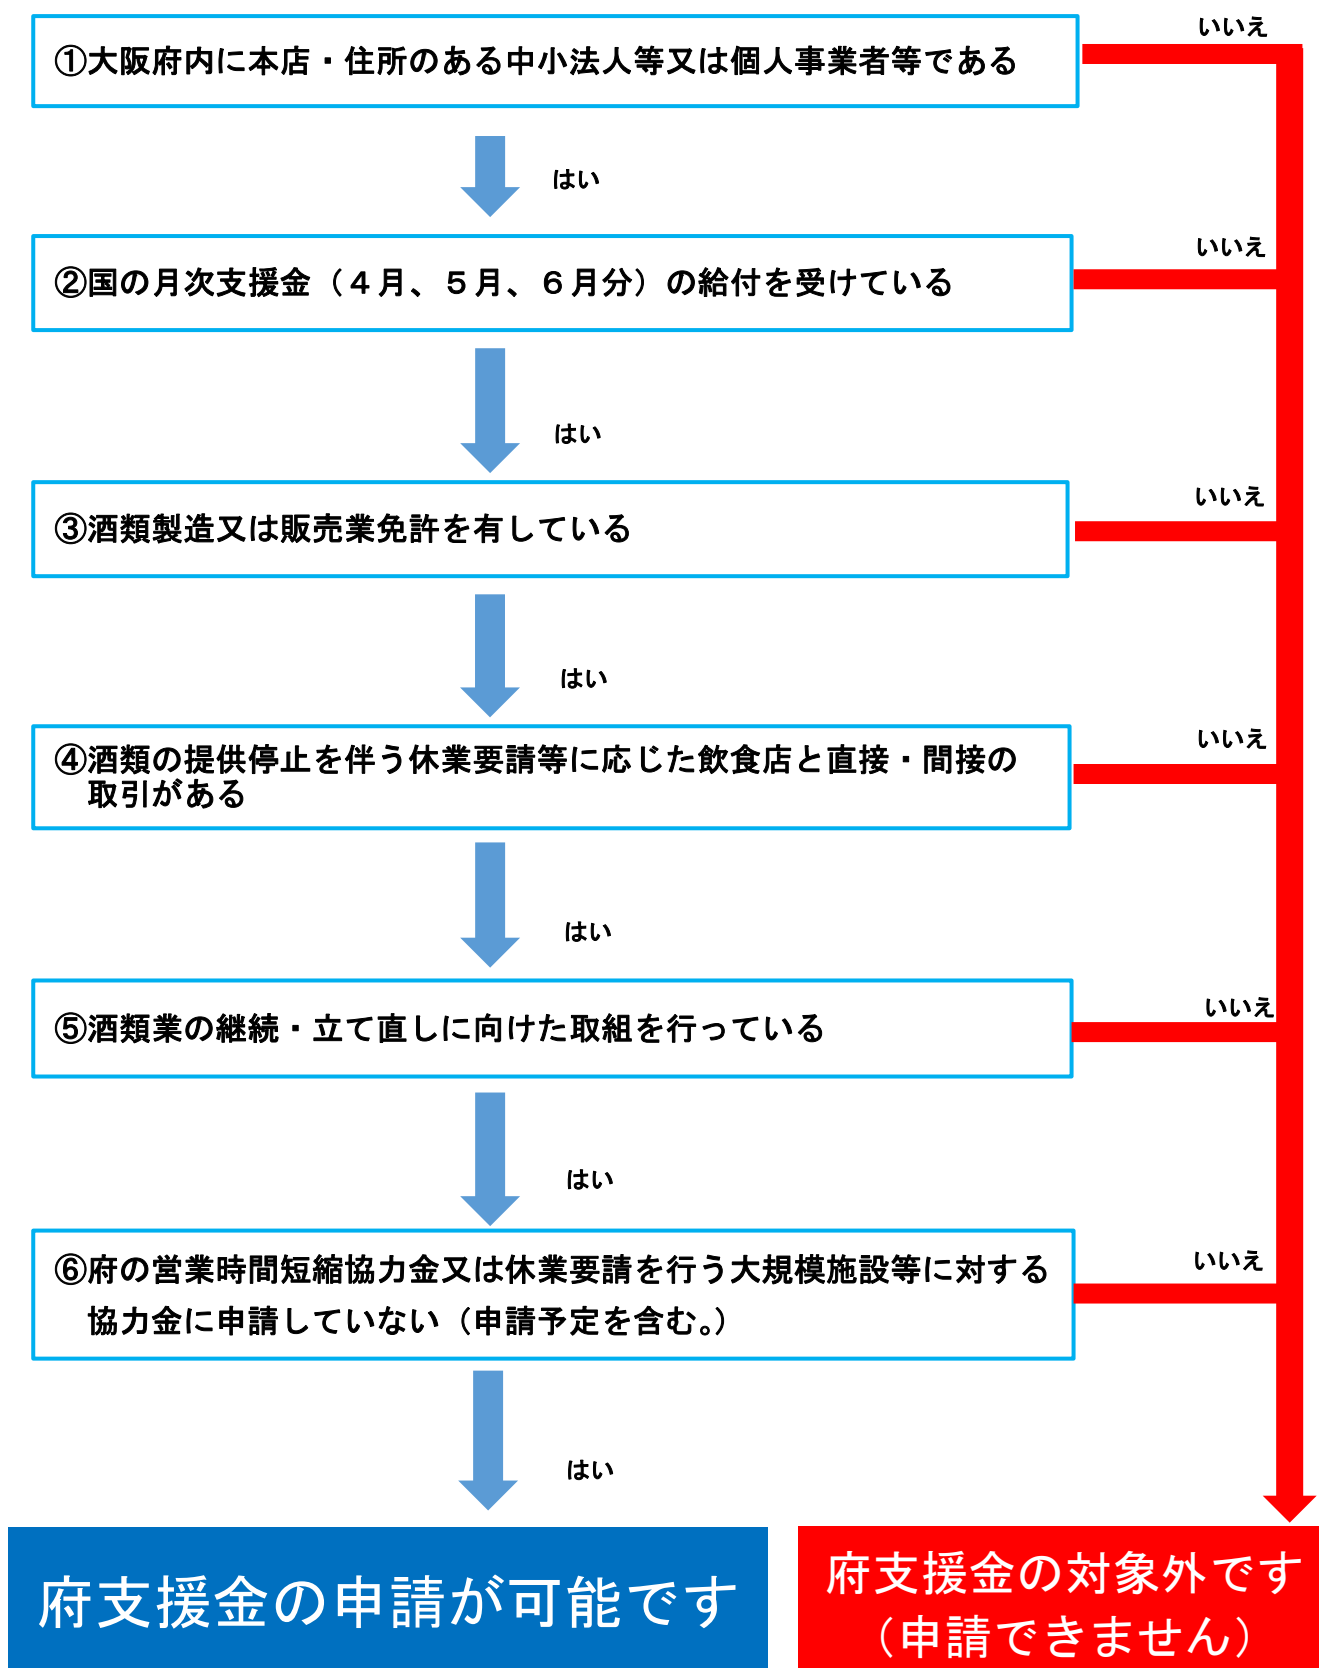 ①大阪府内に本店・住所のある中小法人等又は個人事業者等である
いいえ
はい
②国の月次支援金（４月、５月、６月分）の給付を受けている
いいえ
はい
③酒類製造又は販売業免許を有している
いいえ
はい
④酒類の提供停止を伴う休業要請等に応じた飲食店と直接・間接の
取引がある
いいえ
はい
⑤酒類業の継続・立て直しに向けた取組を行っている
いいえ
はい
⑥府の営業時間短縮協力金又は休業要請を行う大規模施設等に対する
協力金に申請していない（申請予定を含む。）
いいえ
はい
府支援金の申請が可能です
府支援金の対象外です
（申請できません）